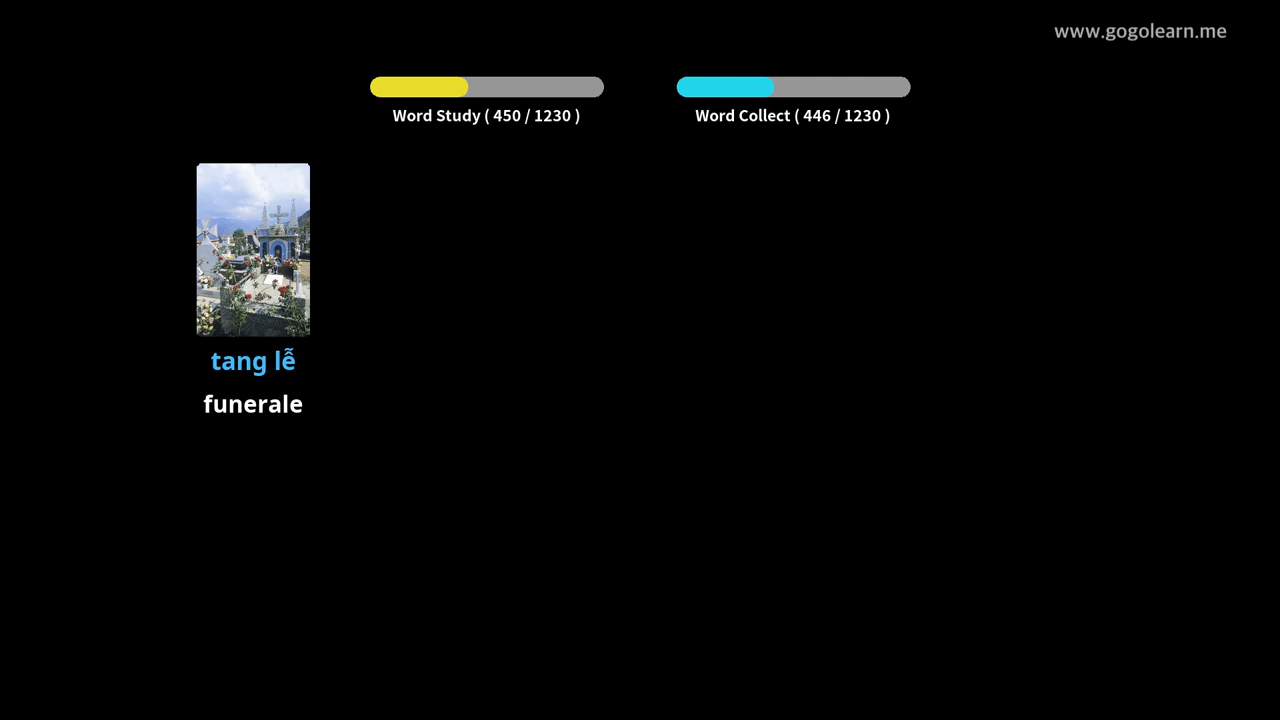 www.gogolearn.me
Word Study ( 450 / 1230 )
Word Collect ( 446 / 1230 )
tang lễ
funerale